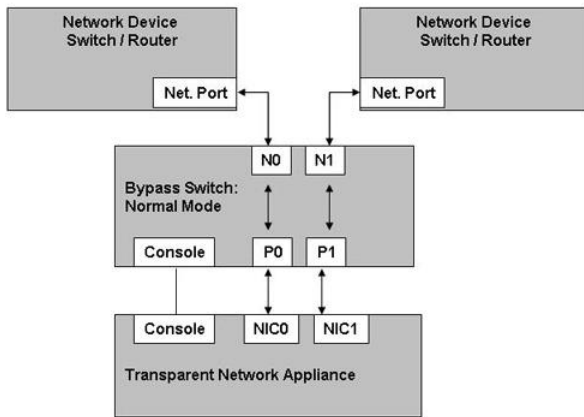 Network Device
Switch / Router
Net. Port
Network Device
Switch / Router
Net. Port
N0
N1
Bypass Switch:
Normal Mode
Console
P0
P1
Console
NIC0
NIC1
Transparent Network Appliance